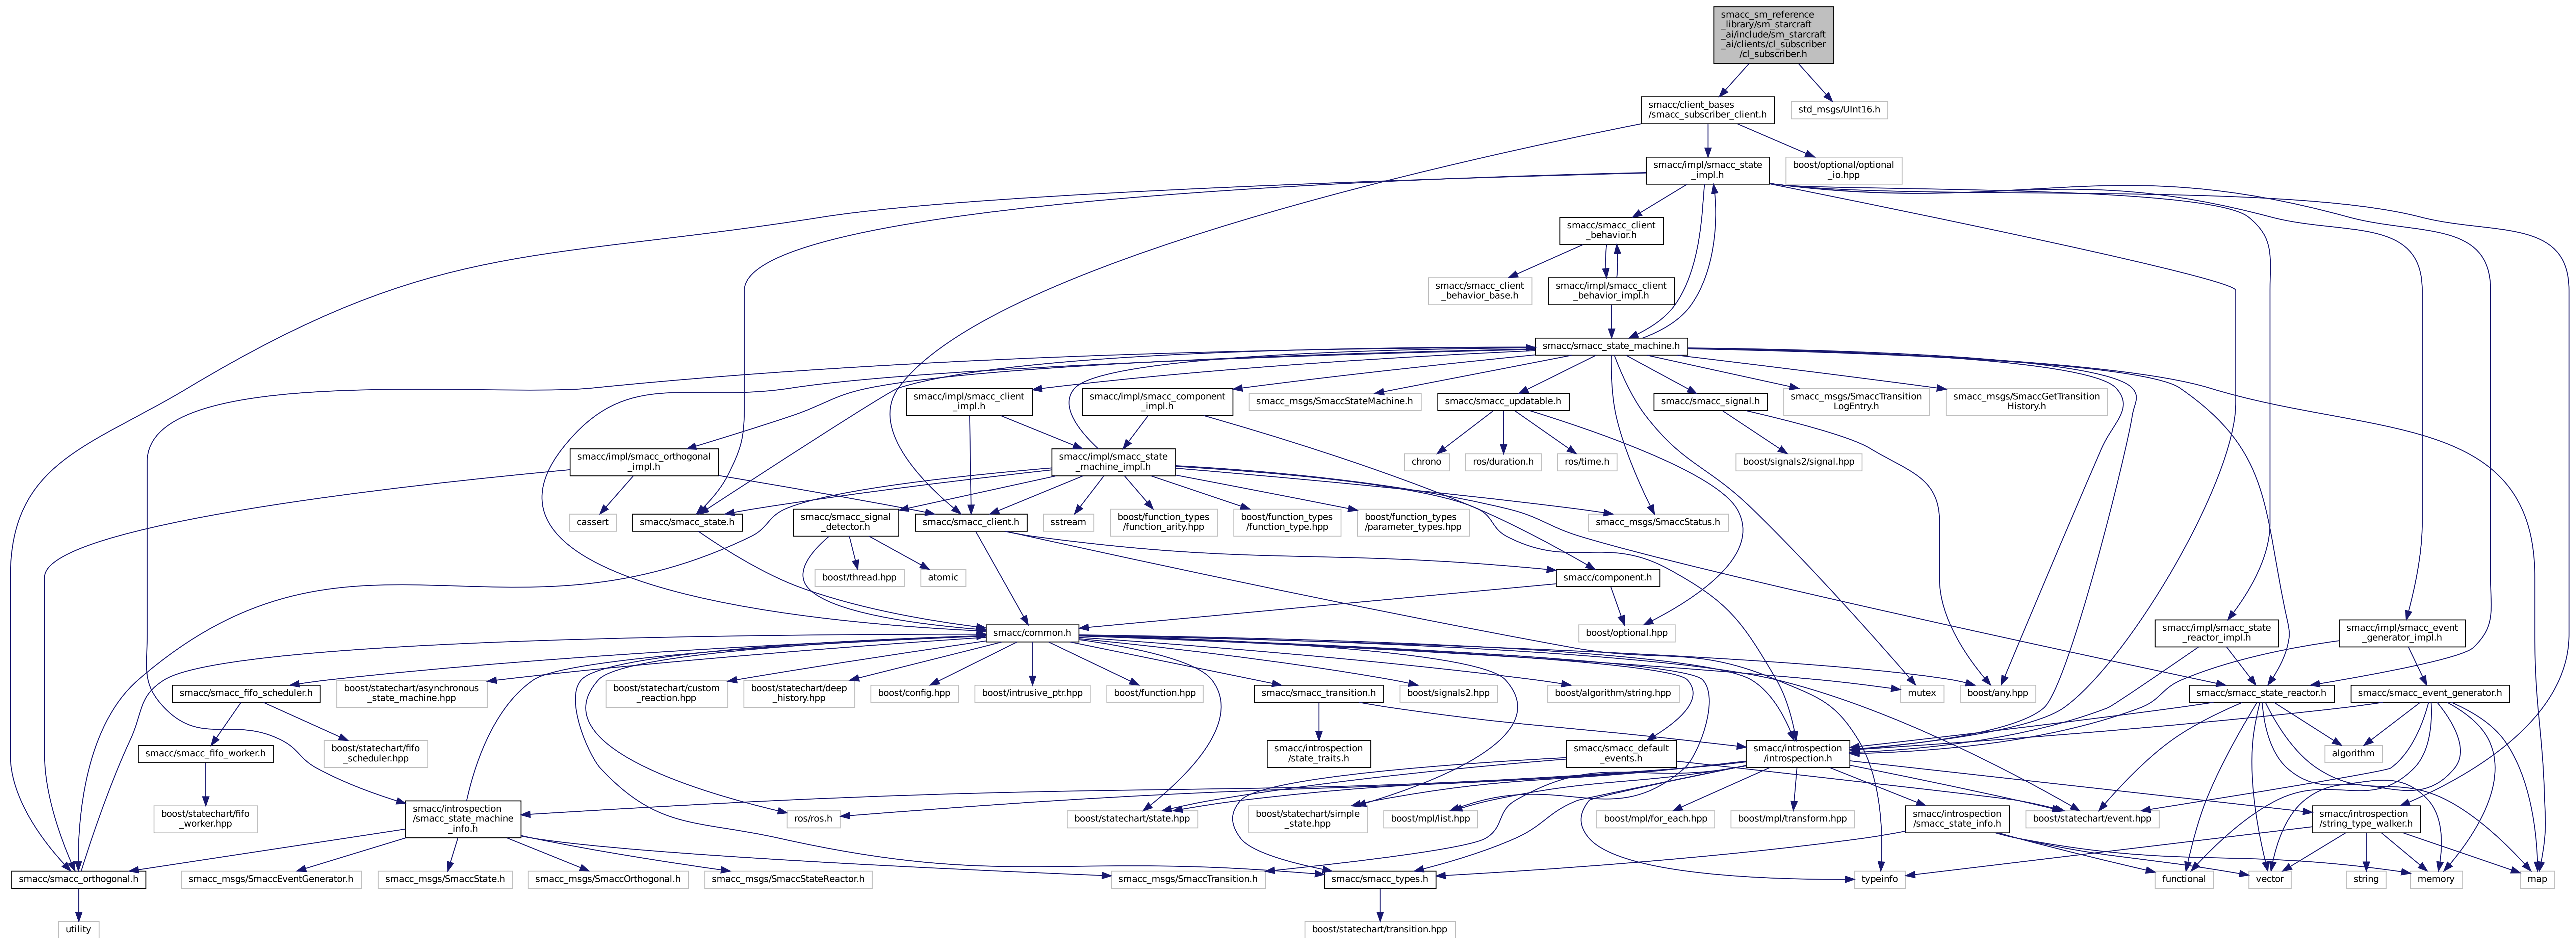 smacc_sm_reference
_library/sm_starcraft
_ai/include/sm_starcraft
_ai/clients/cl_subscriber
/cl_subscriber.h
smacc/client_bases
/smacc_subscriber_client.h
std_msgs/UInt16.h
smacc/impl/smacc_state
_impl.h
boost/optional/optional
_io.hpp
smacc/smacc_client
_behavior.h
smacc/smacc_client
_behavior_base.h
smacc/impl/smacc_client
_behavior_impl.h
smacc/smacc_state_machine.h
smacc/impl/smacc_client
_impl.h
smacc/impl/smacc_component
_impl.h
smacc_msgs/SmaccStateMachine.h
smacc/smacc_updatable.h
smacc/smacc_signal.h
smacc_msgs/SmaccTransition
LogEntry.h
smacc_msgs/SmaccGetTransition
History.h
smacc/impl/smacc_orthogonal
_impl.h
smacc/impl/smacc_state
_machine_impl.h
chrono
ros/duration.h
ros/time.h
boost/signals2/signal.hpp
cassert
smacc/smacc_state.h
smacc/smacc_signal
_detector.h
smacc/smacc_client.h
sstream
boost/function_types
/function_arity.hpp
boost/function_types
/function_type.hpp
boost/function_types
/parameter_types.hpp
smacc_msgs/SmaccStatus.h
boost/thread.hpp
atomic
smacc/component.h
smacc/common.h
boost/optional.hpp
smacc/impl/smacc_state
_reactor_impl.h
smacc/impl/smacc_event
_generator_impl.h
smacc/smacc_fifo_scheduler.h
boost/statechart/asynchronous
_state_machine.hpp
boost/statechart/custom
_reaction.hpp
boost/statechart/deep
_history.hpp
boost/config.hpp
boost/intrusive_ptr.hpp
boost/function.hpp
smacc/smacc_transition.h
boost/signals2.hpp
boost/algorithm/string.hpp
mutex
boost/any.hpp
smacc/smacc_state_reactor.h
smacc/smacc_event_generator.h
smacc/smacc_fifo_worker.h
boost/statechart/fifo
_scheduler.hpp
smacc/introspection
/state_traits.h
smacc/smacc_default
_events.h
smacc/introspection
/introspection.h
algorithm
boost/statechart/fifo
_worker.hpp
smacc/introspection
/smacc_state_machine
_info.h
ros/ros.h
boost/statechart/state.hpp
boost/statechart/simple
_state.hpp
boost/mpl/list.hpp
boost/mpl/for_each.hpp
boost/mpl/transform.hpp
smacc/introspection
/smacc_state_info.h
boost/statechart/event.hpp
smacc/introspection
/string_type_walker.h
smacc/smacc_orthogonal.h
smacc_msgs/SmaccEventGenerator.h
smacc_msgs/SmaccState.h
smacc_msgs/SmaccOrthogonal.h
smacc_msgs/SmaccStateReactor.h
smacc_msgs/SmaccTransition.h
smacc/smacc_types.h
typeinfo
functional
vector
string
memory
map
utility
boost/statechart/transition.hpp